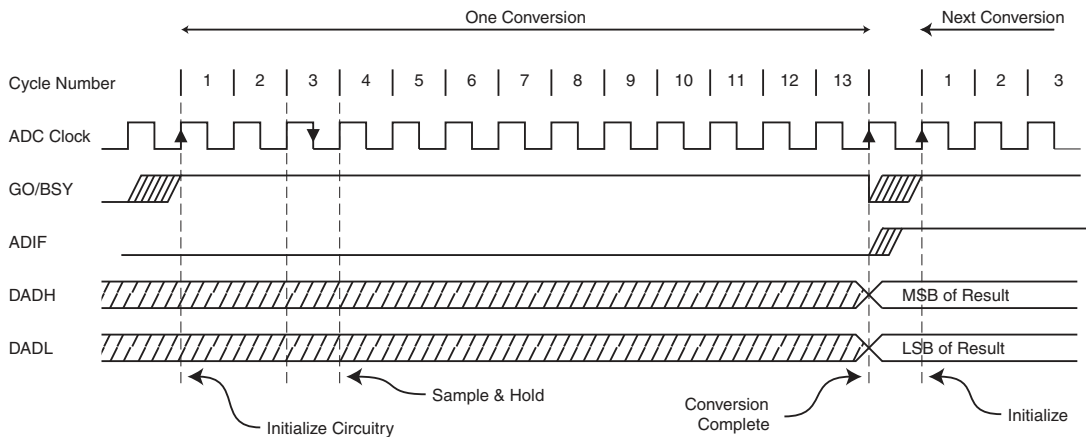 One Conversion Next Conversion
Cycle Number 1 2 3 4 5 6 7 8 9 10 11 12 13 1 2 3
ADC Clock
GO/BSY
ADIF
DADH MSB of Result
DADL LSB of Result
Sample & Hold
Initialize Circuitry
Conversion
Complete
Initialize